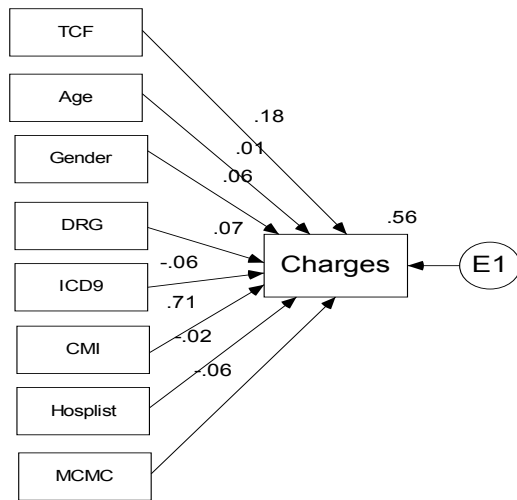 TCF
.18
Age
.01
Gender
.06
.56
DRG
.07
Charges
E1
-.06
ICD9
.71
CMI
-.02
-.06
Hosplist
MCMC